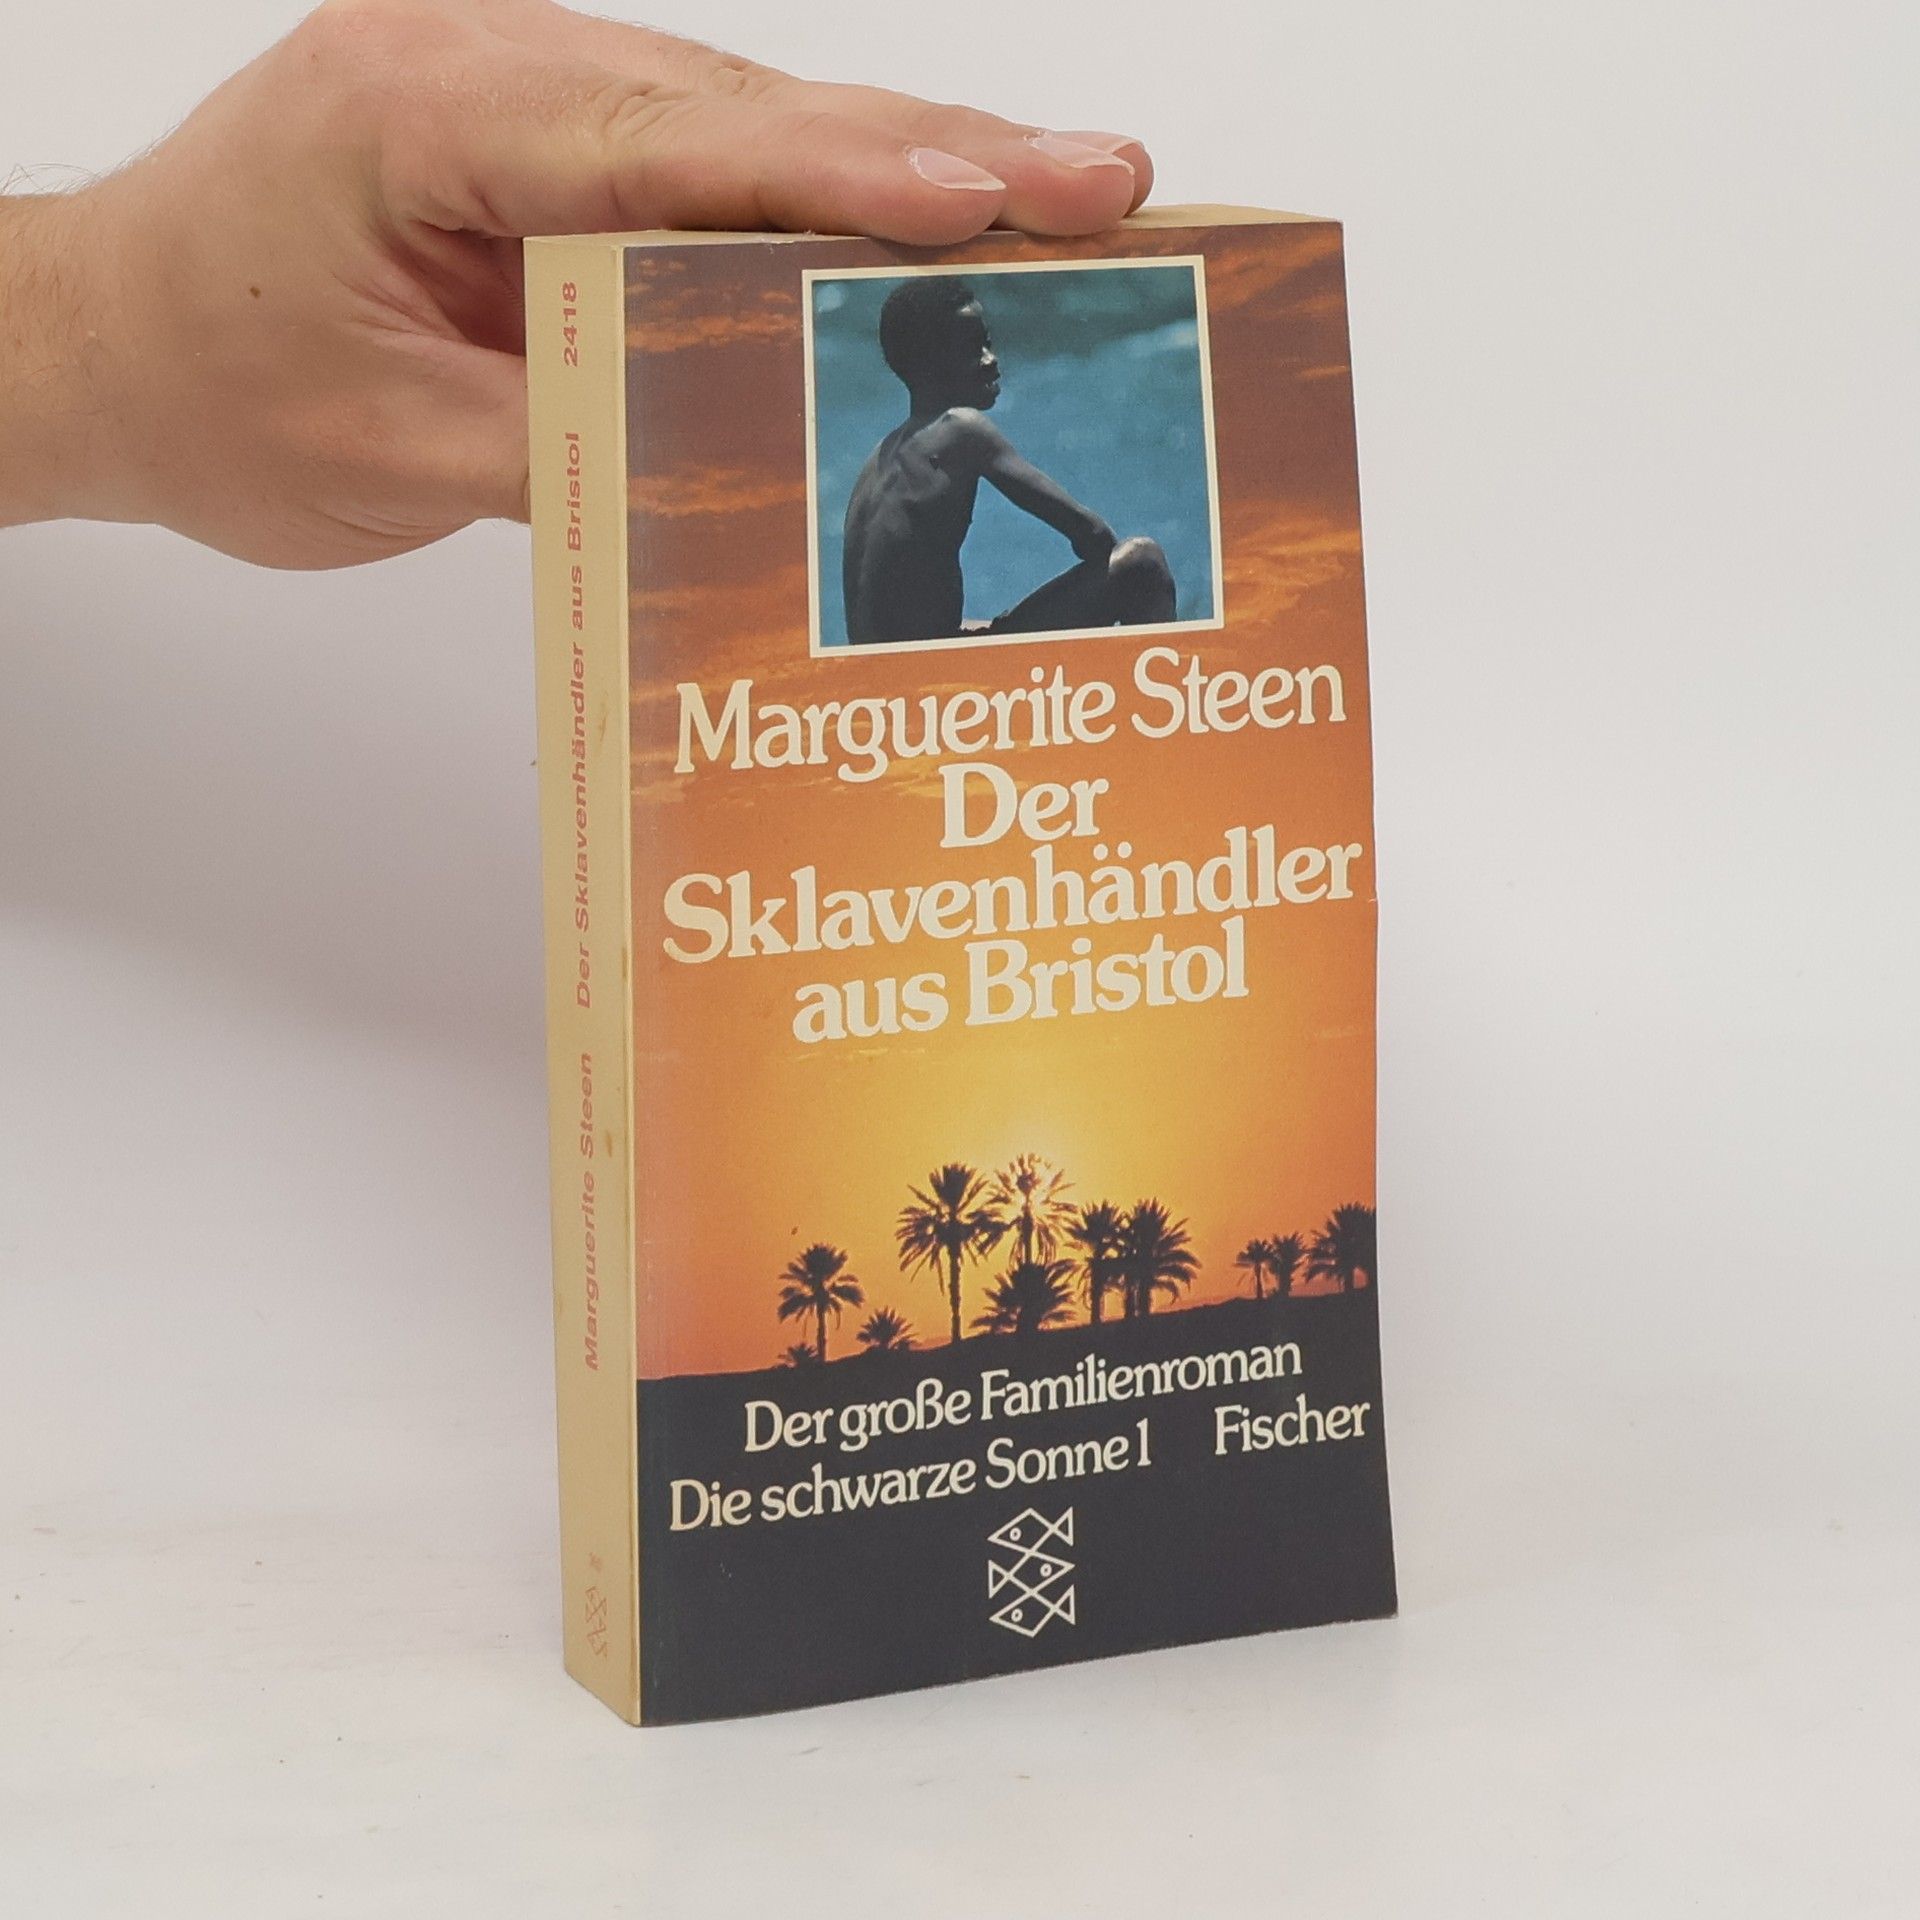 Marguerite Steen
Der
Sklavenhändler
aus Bristol
Der große Familienroman
Die schwarze Sonne 1 Fischer
Marguerite Steen Der Sklavenhändler aus Bristol 2418